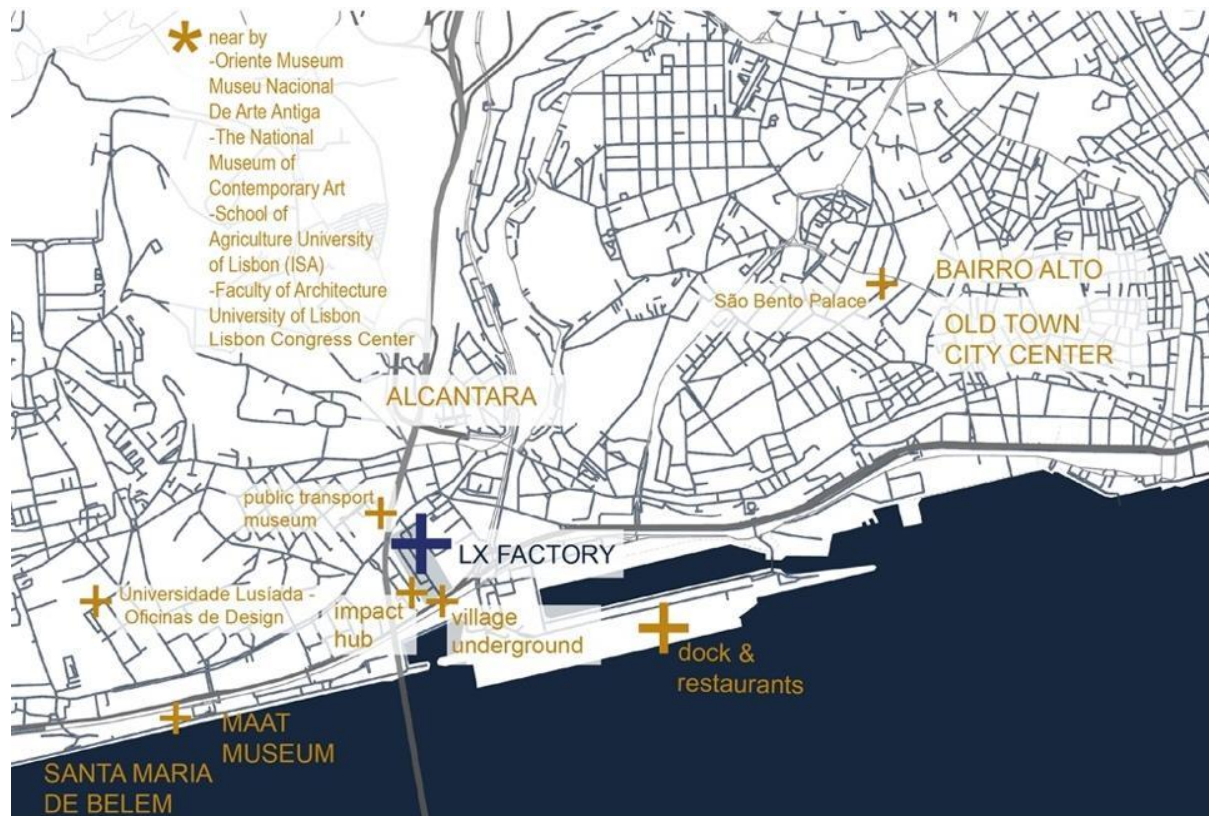 near by
-Oriente Museum
Museu Nacional
De Arte Antiga
-The National
Museum of
Contemporary Art
-School of
Agriculture University
of Lisbon (ISA)
-Faculty of Architecture
University of Lisbon
Lisbon Congress Center
BAIRRO ALTO
São Bento Palace
OLD TOWN
CITY CENTER
ALCANTARA
public transport
museum
LX FACTORY
Universidade Lusíada -
Oficinas de Design
impact
hub
village
underground
dock &
restaurants
MAAT
MUSEUM
SANTA MARIA
DE BELEM